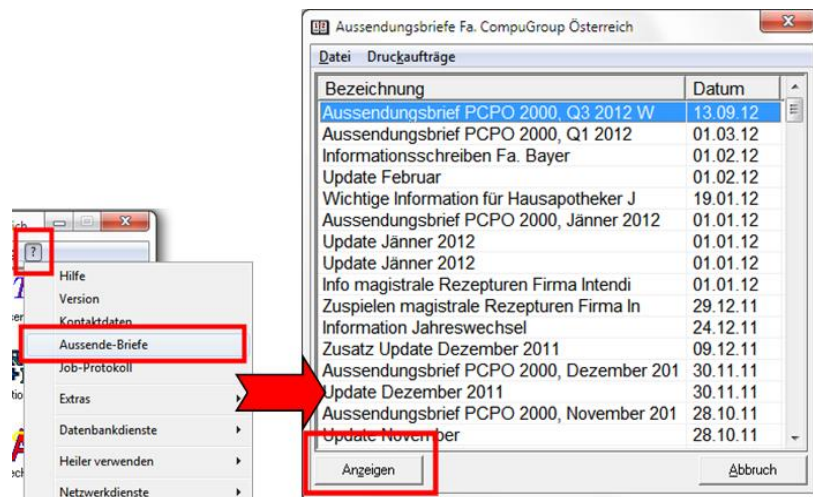 ?
Hilfe
Version
Kontaktdaten
Aussende-Briefe
Job-Protokoll
Extras
Datenbankdienste
Heiler verwenden
Netzwerkdienste
Aussendungsbriefe Fa. CompuGroup Österreich
Datei Druckaufträge
Bezeichnung Datum
Aussendungsbrief PCPO 2000, Q3 2012 W 13.09.12
Aussendungsbrief PCPO 2000, Q1 2012 01.03.12
Informationsschreiben Fa. Bayer 01.02.12
Update Februar 01.02.12
Wichtige Information für Hausapotheker J 19.01.12
Aussendungsbrief PCPO 2000, Jänner 2012 01.01.12
Update Jänner 2012 01.01.12
Update Jänner 2012 01.01.12
Info magistrale Rezepturen Firma Intendi 01.01.12
Zuspielen magistrale Rezepturen Firma In 29.12.11
Information Jahreswechsel 24.12.11
Zusatz Update Dezember 2011 09.12.11
Aussendungsbrief PCPO 2000, Dezember 201 30.11.11
Update Dezember 2011 30.11.11
Aussendungsbrief PCPO 2000, November 201 28.10.11
Update November 28.10.11
Anzeigen Abbruch